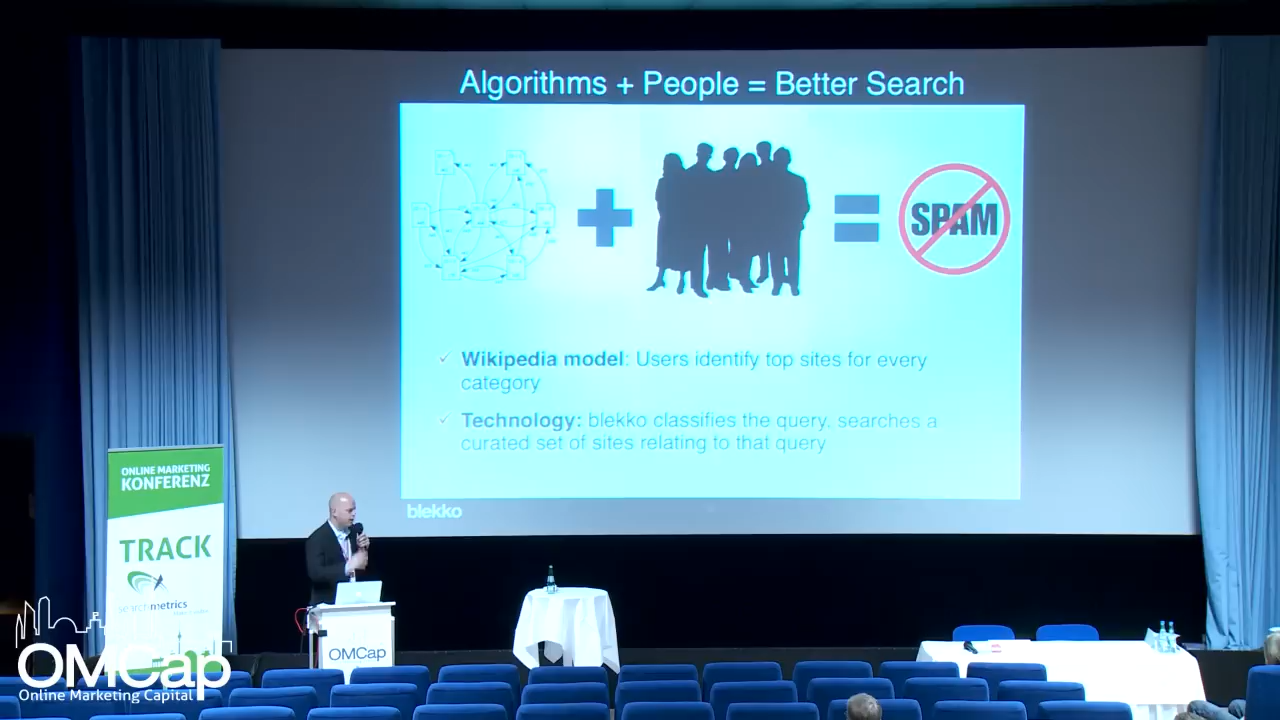 Algorithms + People = Better Search
SPAM
✓ Wikipedia model: Users identify top sites for every
category
✓ Technology: blekko classifies the query, searches a
curated set of sites relating to that query
blekko
ONLINE MARKETING
KONFERENZ
TRACK
searchmetrics
OMCap
OMCap
Online Marketing Capital